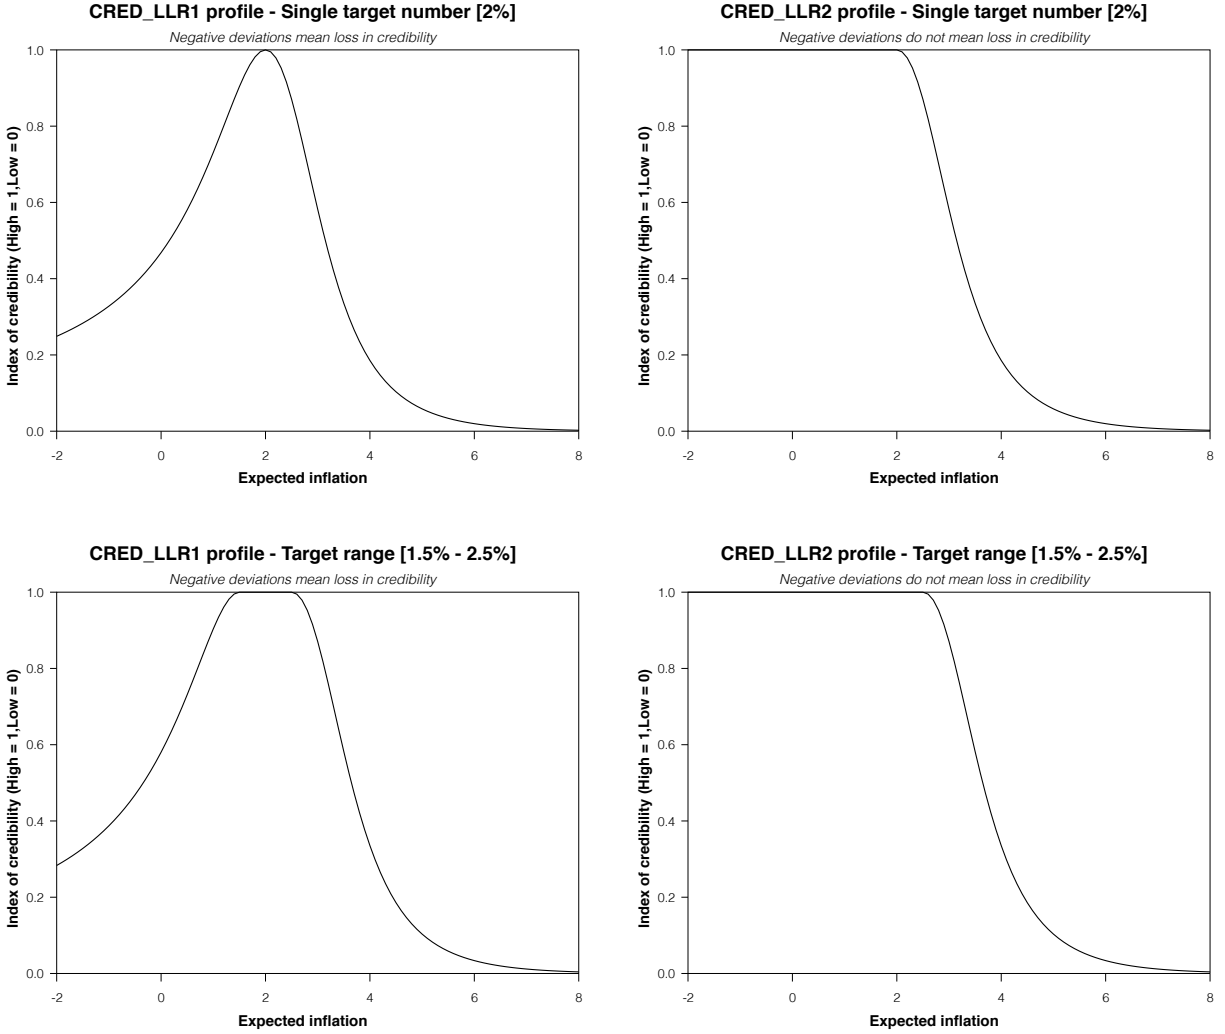 CRED_LLR1 profile - Single target number [2%]
Negative deviations mean loss in credibility
Index of credibility (High = 1,Low = 0)
1.0
0.8
0.6
0.4
0.2
0.0
-2 0 2 4 6 8
Expected inflation
CRED_LLR2 profile - Single target number [2%]
Negative deviations do not mean loss in credibility
Index of credibility (High = 1,Low = 0)
1.0
0.8
0.6
0.4
0.2
0.0
-2 0 2 4 6 8
Expected inflation
CRED_LLR1 profile - Target range [1.5% - 2.5%]
Negative deviations mean loss in credibility
Index of credibility (High = 1,Low = 0)
1.0
0.8
0.6
0.4
0.2
0.0
-2 0 2 4 6 8
Expected inflation
CRED_LLR2 profile - Target range [1.5% - 2.5%]
Negative deviations do not mean loss in credibility
Index of credibility (High = 1,Low = 0)
1.0
0.8
0.6
0.4
0.2
0.0
-2 0 2 4 6 8
Expected inflation